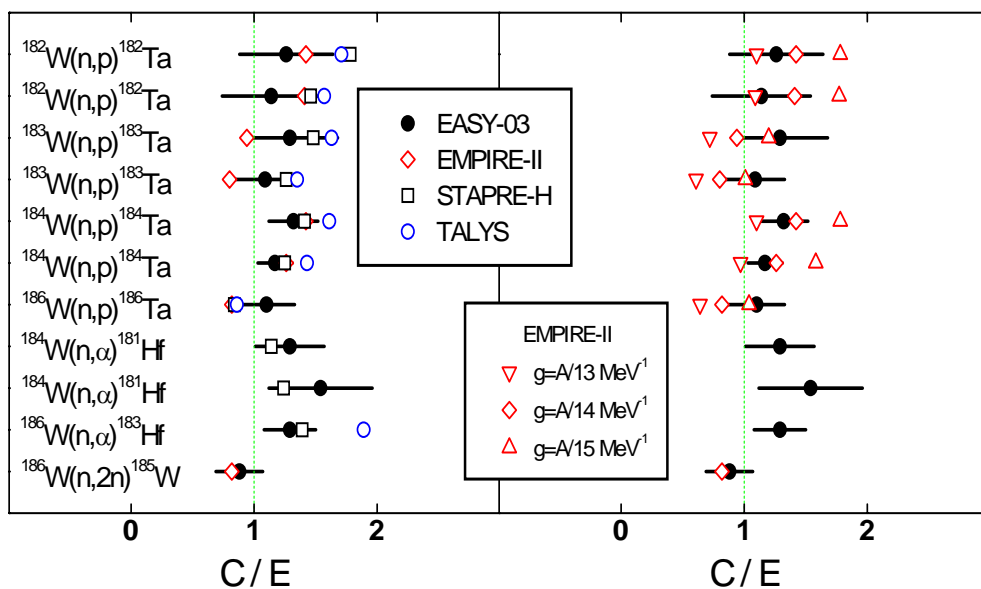 ¹⁸²W(n,p)¹⁸²Ta
¹⁸²W(n,p)¹⁸²Ta
¹⁸³W(n,p)¹⁸³Ta
¹⁸³W(n,p)¹⁸³Ta
¹⁸⁴W(n,p)¹⁸⁴Ta
¹⁸⁴W(n,p)¹⁸⁴Ta
¹⁸⁶W(n,p)¹⁸⁶Ta
¹⁸⁴W(n,α)¹⁸¹Hf
¹⁸⁴W(n,α)¹⁸¹Hf
¹⁸⁶W(n,α)¹⁸³Hf
¹⁸⁶W(n,2n)¹⁸⁵W
EASY-03
EMPIRE-II
STAPRE-H
TALYS
EMPIRE-II
g=A/13 MeV⁻¹
g=A/14 MeV⁻¹
g=A/15 MeV⁻¹
0 1 2
0 1 2
C / E
C / E